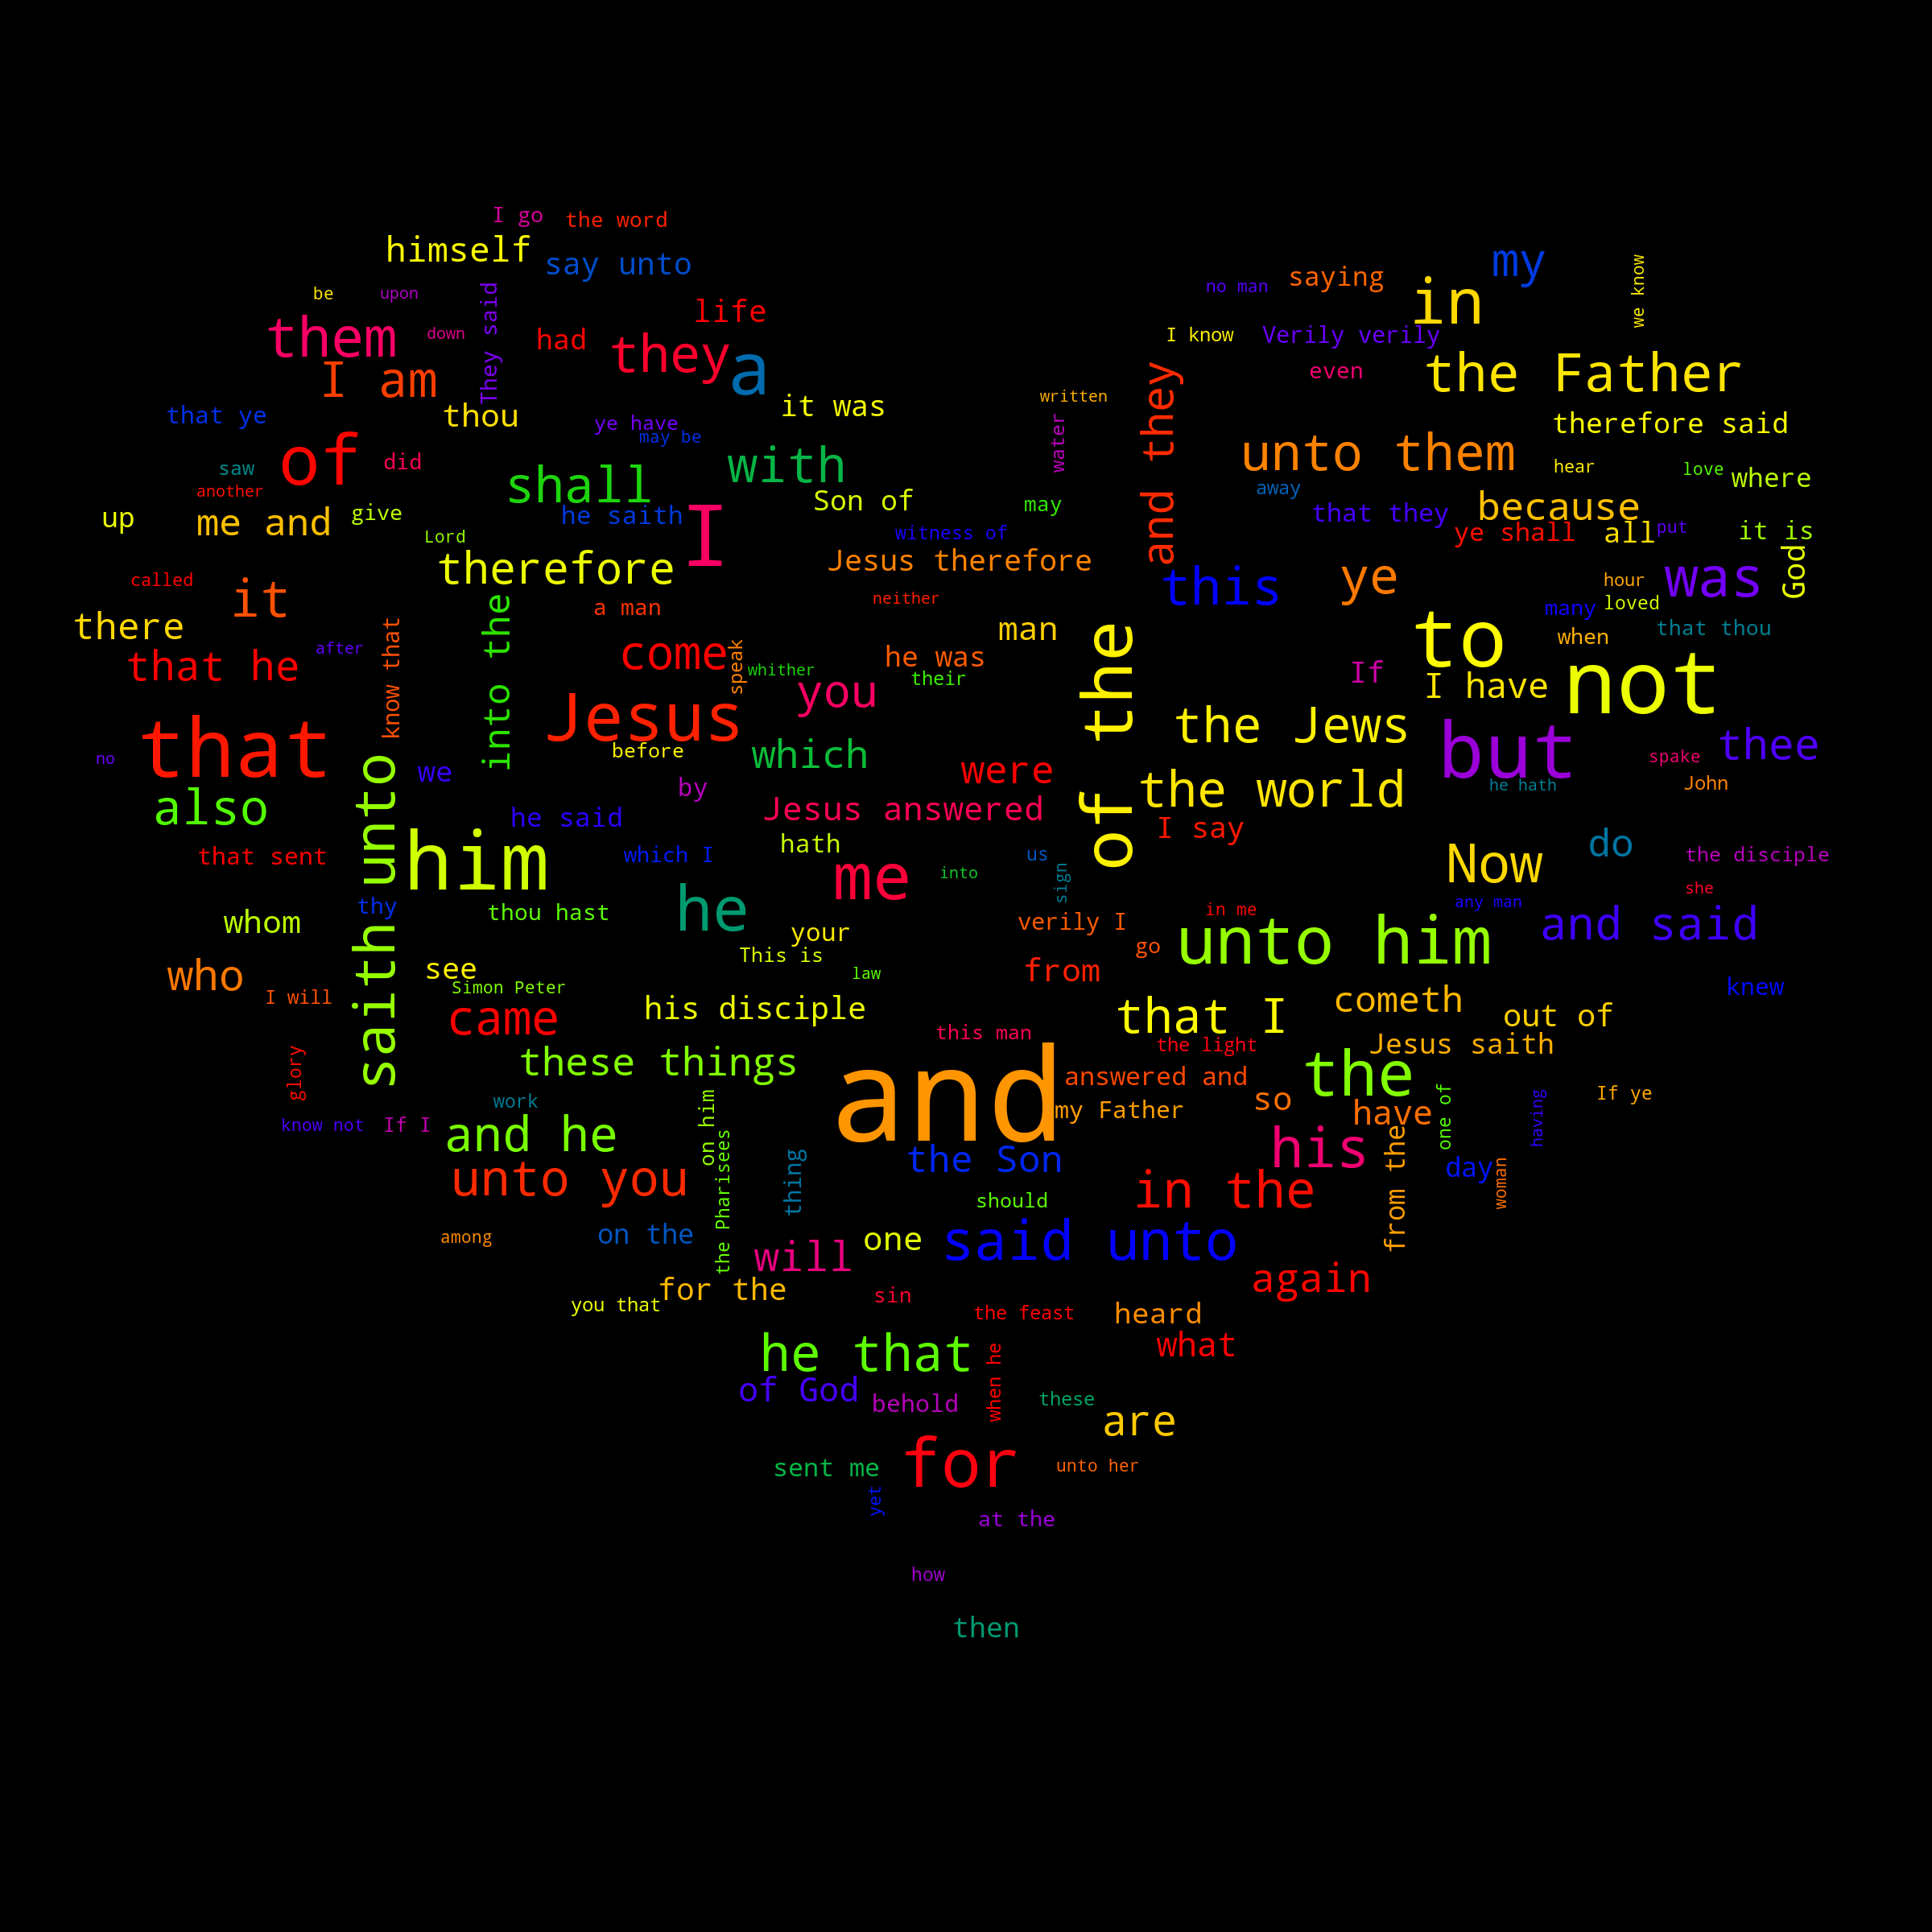 I go
the word
himself
say unto
my
saying
no man
in
we know
be
upon
They said
life
them
down
had
they
I know
Verily verily
a
I am
even
the Father
that ye
thou
it was
written
and they
ye have
may be
water
therefore said
of
did
saw
shall
with
unto them
hear
love
where
another
away
up
me and
give
he saith
I
Son of
may
that they
because
Lord
witness of
ye shall
all
put
it is
therefore
Jesus therefore
God
called
it
this
ye
hour
was
into the
a man
neither
many
loved
there
know that
man
of the
to
when
that thou
that he
after
come
speak
whither
he was
their
If
I have
not
you
Jesus
the Jews
that
no
before
which
but
spake
thee
we
by
were
the world
he hath
John
also
saith unto
he said
Jesus answered
I say
that sent
him
which I
hath
us
Now
do
the disciple
me
into
sign
she
thy
thou hast
he
in me
any man
whom
your
verily I
unto him
and said
This is
go
who
see
law
from
I will
Simon Peter
knew
came
his disciple
this man
that I
cometh
out of
the light
Jesus saith
glory
these things
and
answered and
the
work
on him
my Father
so
have
one of
having
If ye
know not
If I
and he
the Son
his
from the
day
woman
unto you
the Pharisees
thing
should
in the
among
on the
will
one
said unto
again
you that
for the
sin
the feast
heard
he that
when he
what
of God
behold
these
are
sent me
for
unto her
yet
at the
how
then